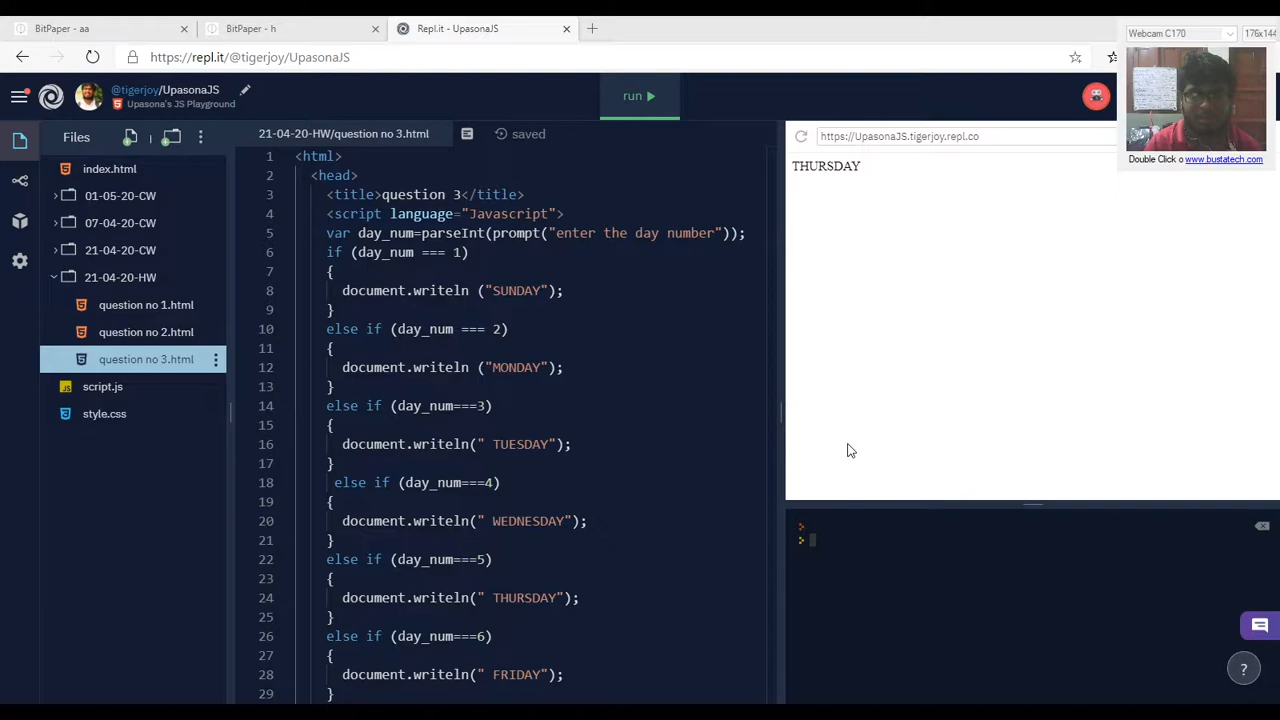 BitPaper - aa
BitPaper - h
Repl.it - UpasonaJS
https://repl.it/@tigerjoy/UpasonaJS
Webcam C170
176x144
Double Click o www.bustatech.com
@tigerjoy/UpasonaJS
Upasona's JS Playground
run
Files
21-04-20-HW/question no 3.html
saved
https://UpasonaJS.tigerjoy.repl.co
index.html
01-05-20-CW
07-04-20-CW
21-04-20-CW
21-04-20-HW
question no 1.html
question no 2.html
question no 3.html
script.js
style.css
1 <html>
2 <head>
3 <title>question 3</title>
4 <script language="Javascript">
5 var day_num=parseInt(prompt("enter the day number"));
6 if (day_num === 1)
7 {
8 document.writeln ("SUNDAY");
9 }
10 else if (day_num === 2)
11 {
12 document.writeln ("MONDAY");
13 }
14 else if (day_num===3)
15 {
16 document.writeln(" TUESDAY");
17 }
18 else if (day_num===4)
19 {
20 document.writeln(" WEDNESDAY");
21 }
22 else if (day_num===5)
23 {
24 document.writeln(" THURSDAY");
25 }
26 else if (day_num===6)
27 {
28 document.writeln(" FRIDAY");
29 }
THURSDAY
>
>
?